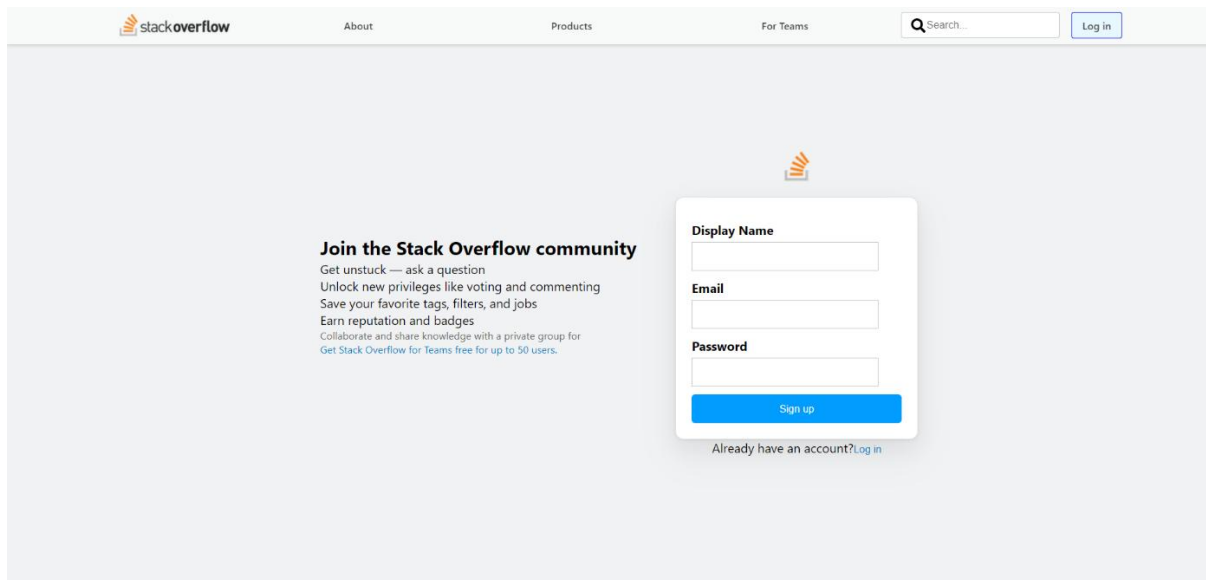 stackoverflow
About
Products
For Teams
Search...
Log in
Join the Stack Overflow community
Get unstuck — ask a question
Unlock new privileges like voting and commenting
Save your favorite tags, filters, and jobs
Earn reputation and badges
Collaborate and share knowledge with a private group for
Get Stack Overflow for Teams free for up to 50 users.
Display Name
Email
Password
Sign up
Already have an account?Log in